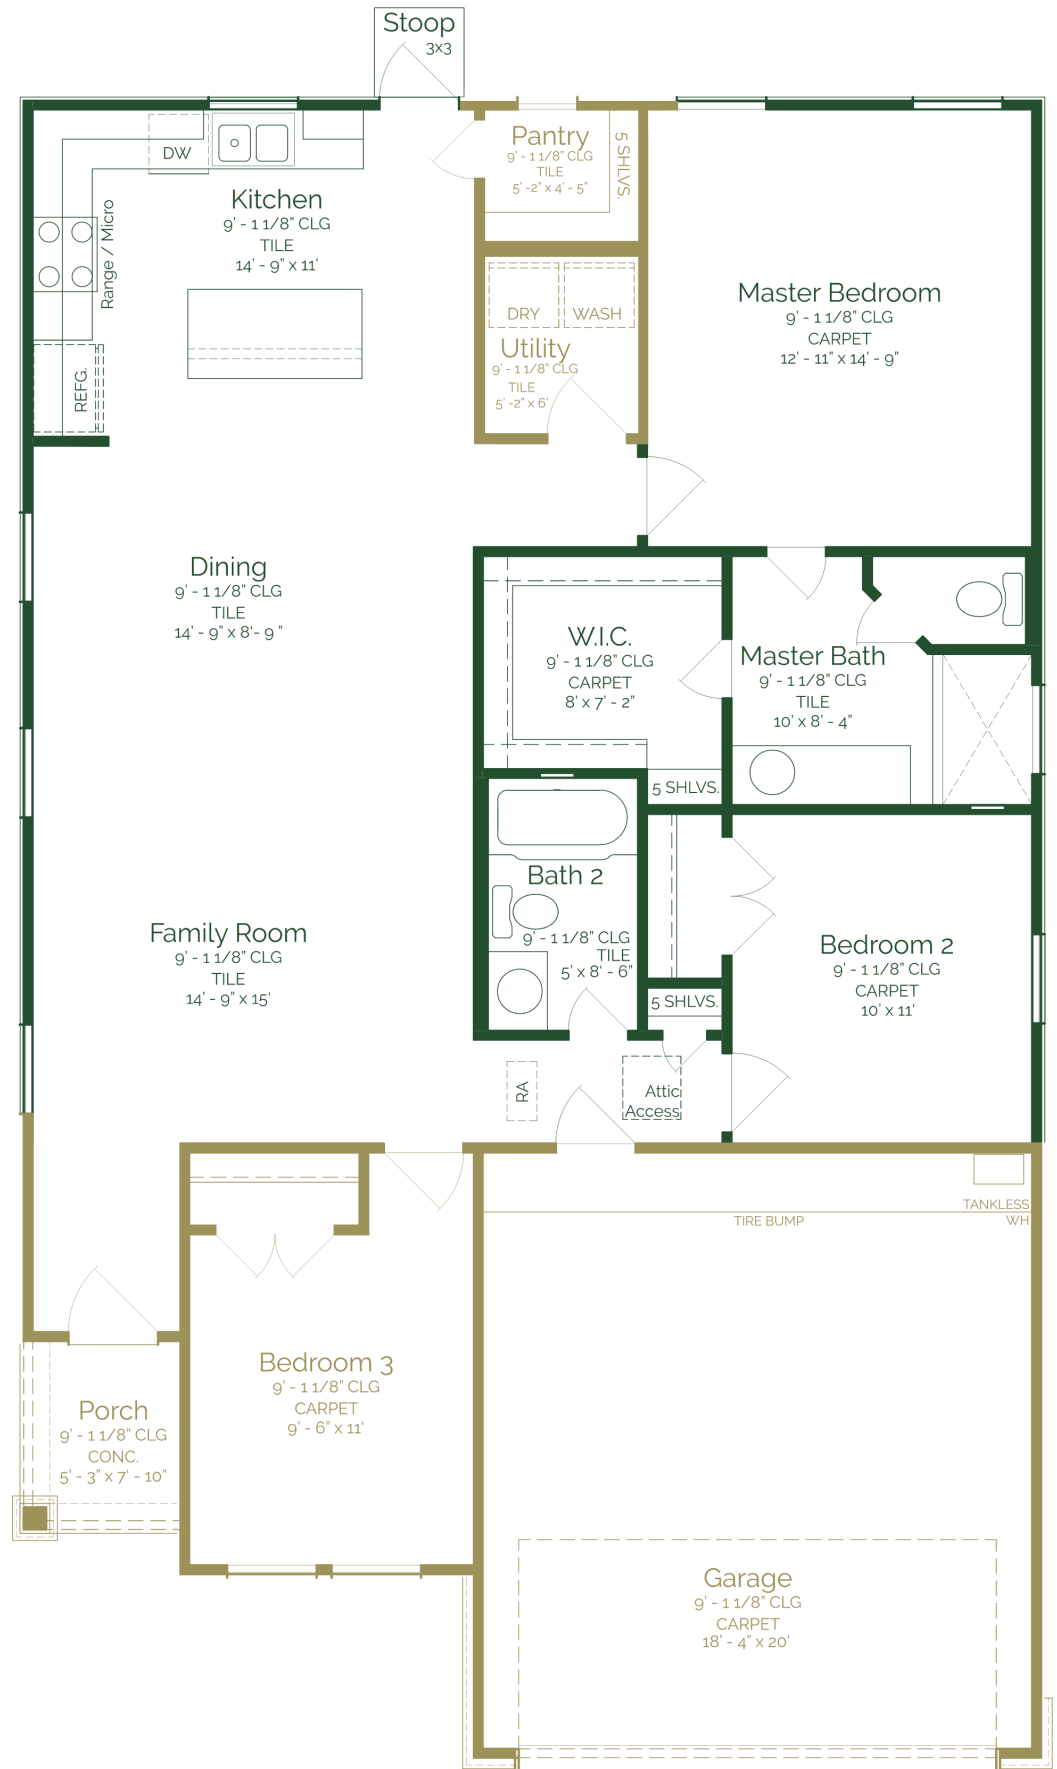 Stoop
3x3
Pantry
9' - 1 1/8" CLG
TILE
5' -2" x 4' - 5"
5 SHLVS.
DW
Kitchen
9' - 1 1/8" CLG
TILE
14' - 9" x 11'
Range / Micro
REFG.
DRY
WASH
Utility
9' - 1 1/8" CLG
TILE
5' -2" x 6'
Master Bedroom
9' - 1 1/8" CLG
CARPET
12' - 11" x 14' - 9"
Dining
9' - 1 1/8" CLG
TILE
14' - 9" x 8'- 9 "
W.I.C.
9' - 1 1/8" CLG
CARPET
8' x 7' - 2"
5 SHLVS.
Master Bath
9' - 1 1/8" CLG
TILE
10' x 8' - 4"
Bath 2
9' - 1 1/8" CLG
TILE
5' x 8' - 6"
Family Room
9' - 1 1/8" CLG
TILE
14' - 9" x 15'
Bedroom 2
9' - 1 1/8" CLG
CARPET
10' x 11'
5 SHLVS.
RA
Attic
Access
TANKLESS
WH
TIRE BUMP
Bedroom 3
9' - 1 1/8" CLG
CARPET
9' - 6" x 11'
Porch
9' - 1 1/8" CLG
CONC.
5' - 3" x 7' - 10"
Garage
9' - 1 1/8" CLG
CARPET
18' - 4" x 20'